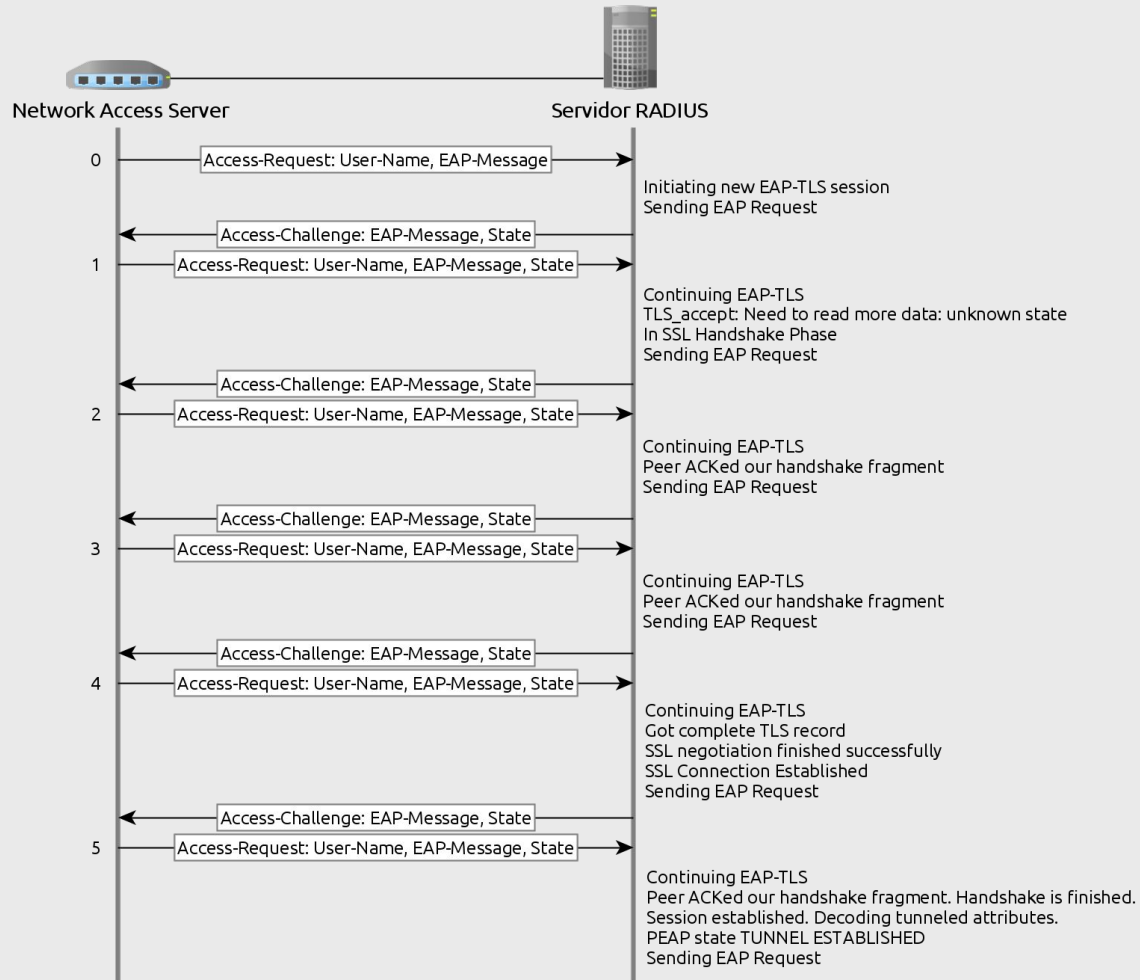 Network Access Server
Servidor RADIUS
0
Access-Request: User-Name, EAP-Message
Initiating new EAP-TLS session
Sending EAP Request
Access-Challenge: EAP-Message, State
1
Access-Request: User-Name, EAP-Message, State
Continuing EAP-TLS
TLS_accept: Need to read more data: unknown state
In SSL Handshake Phase
Sending EAP Request
Access-Challenge: EAP-Message, State
2
Access-Request: User-Name, EAP-Message, State
Continuing EAP-TLS
Peer ACKed our handshake fragment
Sending EAP Request
Access-Challenge: EAP-Message, State
3
Access-Request: User-Name, EAP-Message, State
Continuing EAP-TLS
Peer ACKed our handshake fragment
Sending EAP Request
Access-Challenge: EAP-Message, State
4
Access-Request: User-Name, EAP-Message, State
Continuing EAP-TLS
Got complete TLS record
SSL negotiation finished successfully
SSL Connection Established
Sending EAP Request
Access-Challenge: EAP-Message, State
5
Access-Request: User-Name, EAP-Message, State
Continuing EAP-TLS
Peer ACKed our handshake fragment. Handshake is finished.
Session established. Decoding tunneled attributes.
PEAP state TUNNEL ESTABLISHED
Sending EAP Request